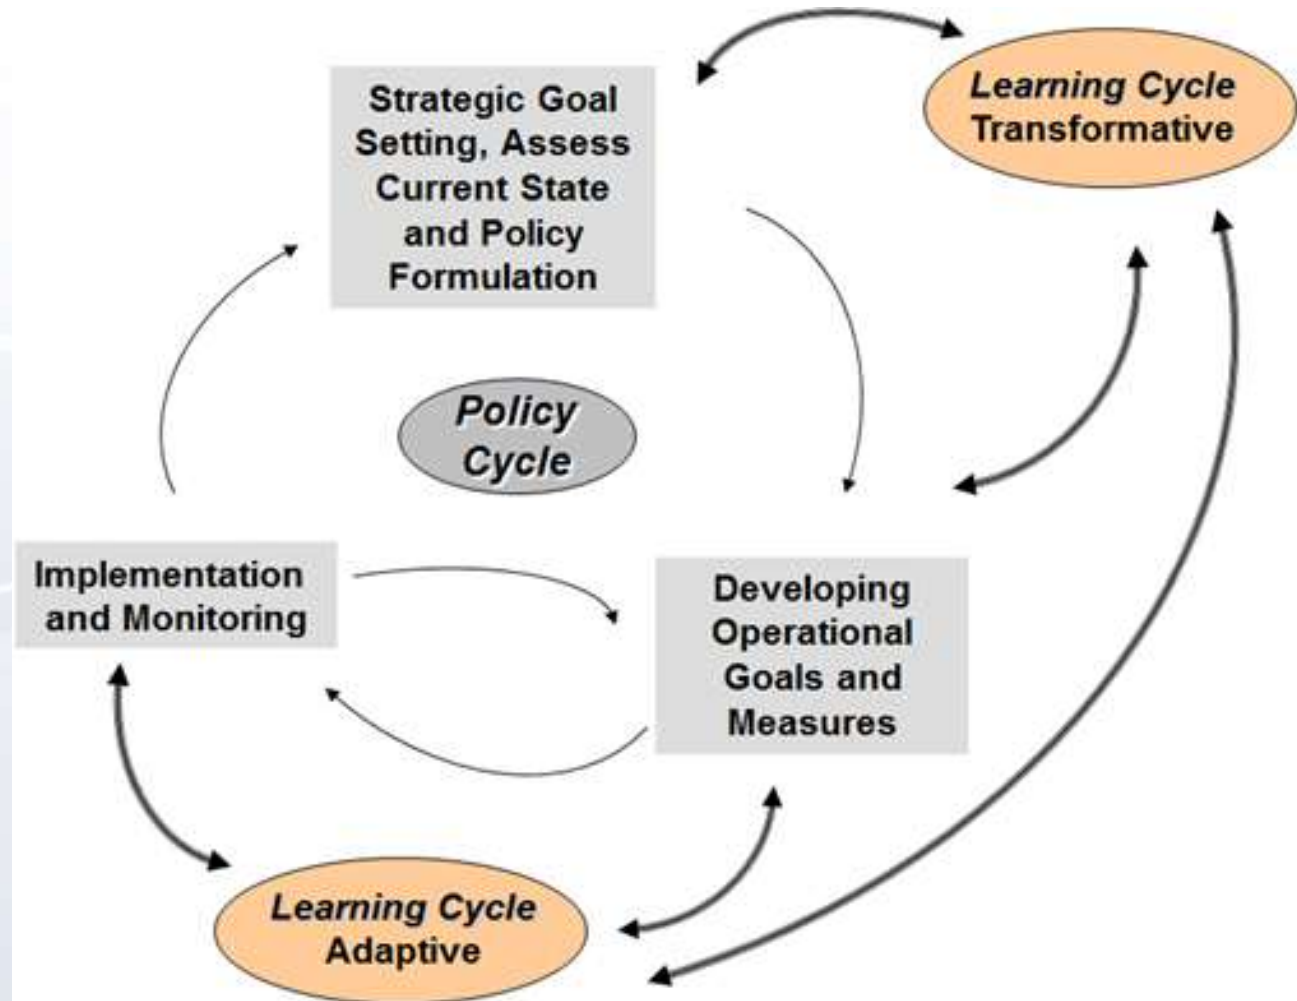 Learning Cycle
Transformative
Strategic Goal
Setting, Assess
Current State
and Policy
Formulation
Policy
Cycle
Implementation
and Monitoring
Developing
Operational
Goals and
Measures
Learning Cycle
Adaptive